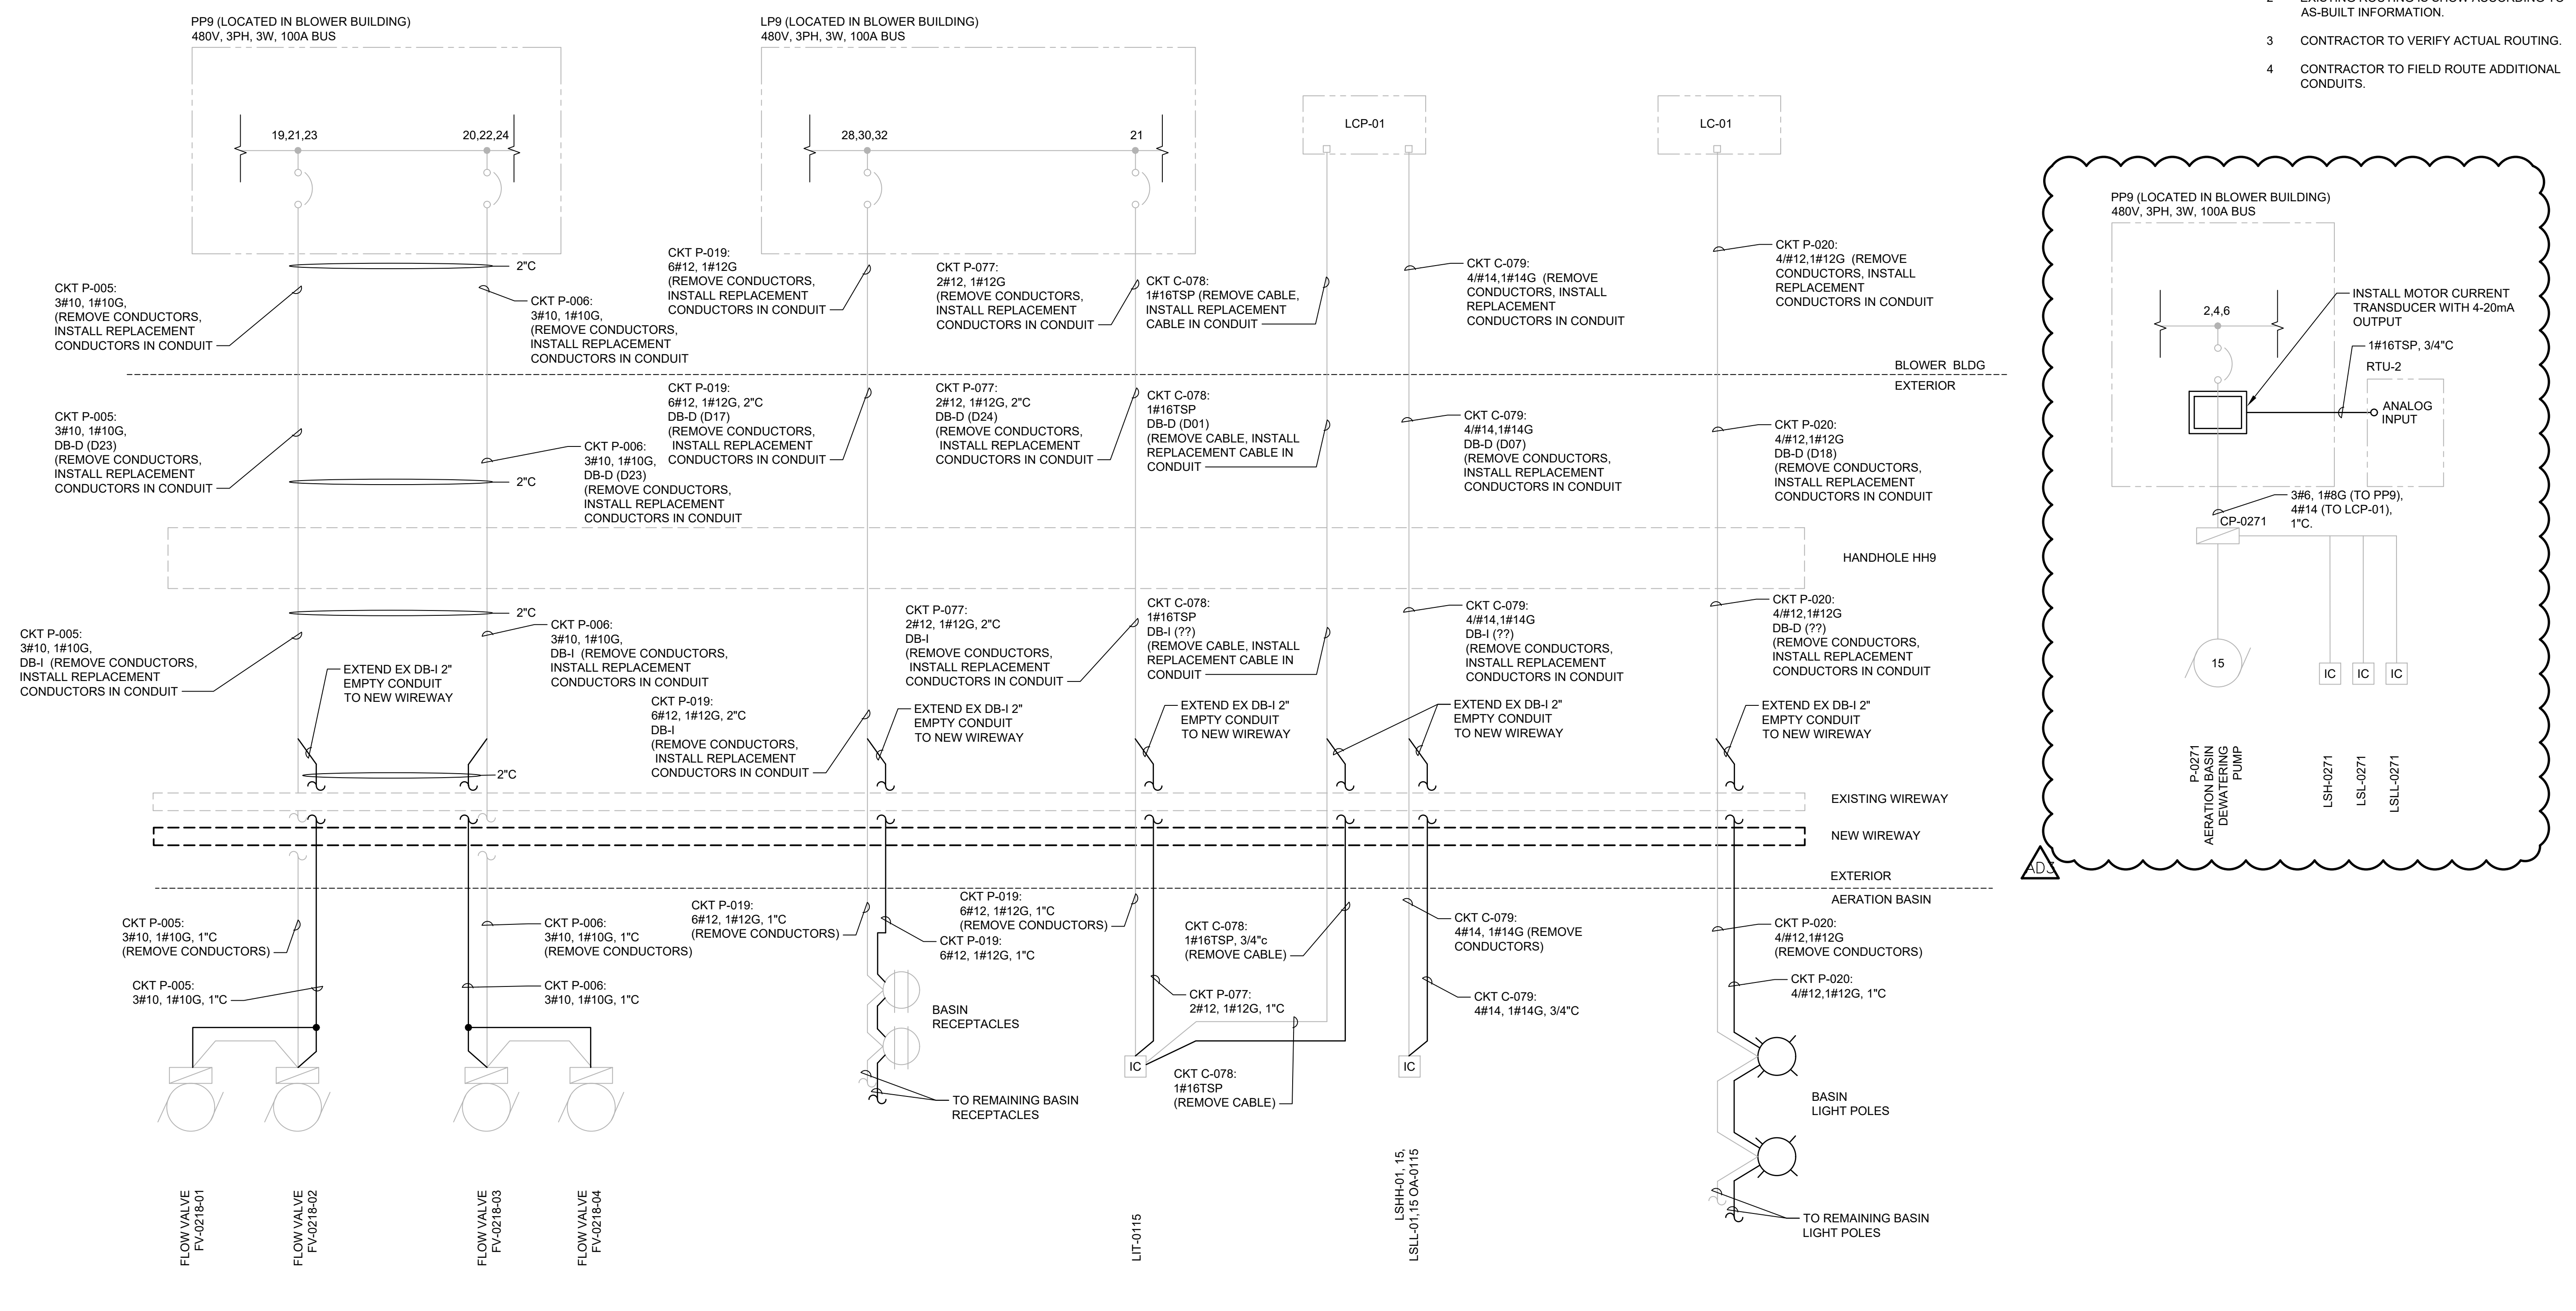 PP9 (LOCATED IN BLOWER BUILDING)
480V, 3PH, 3W, 100A BUS
19,21,23
20,22,24
LP9 (LOCATED IN BLOWER BUILDING)
480V, 3PH, 3W, 100A BUS
28,30,32
21
LCP-01
LC-01
AS-BUILT INFORMATION.
3 CONTRACTOR TO VERIFY ACTUAL ROUTING.
4 CONTRACTOR TO FIELD ROUTE ADDITIONAL
CONDUITS.
2"C
CKT P-005:
3#10, 1#10G,
(REMOVE CONDUCTORS,
INSTALL REPLACEMENT
CONDUCTORS IN CONDUIT
CKT P-006:
3#10, 1#10G,
(REMOVE CONDUCTORS,
INSTALL REPLACEMENT
CONDUCTORS IN CONDUIT
CKT P-019:
6#12, 1#12G
(REMOVE CONDUCTORS,
INSTALL REPLACEMENT
CONDUCTORS IN CONDUIT
CKT P-077:
2#12, 1#12G
(REMOVE CONDUCTORS,
INSTALL REPLACEMENT
CONDUCTORS IN CONDUIT
CKT C-078:
1#16TSP (REMOVE CABLE,
INSTALL REPLACEMENT
CABLE IN CONDUIT
CKT C-079:
4/#14,1#14G (REMOVE
CONDUCTORS, INSTALL
REPLACEMENT
CONDUCTORS IN CONDUIT
CKT P-020:
4/#12,1#12G (REMOVE
CONDUCTORS, INSTALL
REPLACEMENT
CONDUCTORS IN CONDUIT
BLOWER BLDG
EXTERIOR
CKT P-005:
3#10, 1#10G,
DB-D (D23)
(REMOVE CONDUCTORS,
INSTALL REPLACEMENT
CONDUCTORS IN CONDUIT
2"C
CKT P-006:
3#10, 1#10G,
DB-D (D23)
(REMOVE CONDUCTORS,
INSTALL REPLACEMENT
CONDUCTORS IN CONDUIT
CKT P-019:
6#12, 1#12G, 2"C
DB-D (D17)
(REMOVE CONDUCTORS,
INSTALL REPLACEMENT
CONDUCTORS IN CONDUIT
CKT P-077:
2#12, 1#12G, 2"C
DB-D (D24)
(REMOVE CONDUCTORS,
INSTALL REPLACEMENT
CONDUCTORS IN CONDUIT
CKT C-078:
1#16TSP
DB-D (D01)
(REMOVE CABLE, INSTALL
REPLACEMENT CABLE IN
CONDUIT
CKT C-079:
4/#14,1#14G
DB-D (D07)
(REMOVE CONDUCTORS,
INSTALL REPLACEMENT
CONDUCTORS IN CONDUIT
CKT P-020:
4/#12,1#12G
DB-D (D18)
(REMOVE CONDUCTORS,
INSTALL REPLACEMENT
CONDUCTORS IN CONDUIT
HANDHOLE HH9
2"C
CKT P-005:
3#10, 1#10G,
DB-I (REMOVE CONDUCTORS,
INSTALL REPLACEMENT
CONDUCTORS IN CONDUIT
CKT P-006:
3#10, 1#10G,
DB-I (REMOVE CONDUCTORS,
INSTALL REPLACEMENT
CONDUCTORS IN CONDUIT
EXTEND EX DB-I 2"
EMPTY CONDUIT
TO NEW WIREWAY
2"C
CKT P-019:
6#12, 1#12G, 2"C
DB-I
(REMOVE CONDUCTORS,
INSTALL REPLACEMENT
CONDUCTORS IN CONDUIT
CKT P-077:
2#12, 1#12G, 2"C
DB-I
(REMOVE CONDUCTORS,
INSTALL REPLACEMENT
CONDUCTORS IN CONDUIT
EXTEND EX DB-I 2"
EMPTY CONDUIT
TO NEW WIREWAY
CKT C-078:
1#16TSP
DB-I (??)
(REMOVE CABLE, INSTALL
REPLACEMENT CABLE IN
CONDUIT
EXTEND EX DB-I 2"
EMPTY CONDUIT
TO NEW WIREWAY
CKT C-079:
4/#14,1#14G
DB-I (??)
(REMOVE CONDUCTORS,
INSTALL REPLACEMENT
CONDUCTORS IN CONDUIT
EXTEND EX DB-I 2"
EMPTY CONDUIT
TO NEW WIREWAY
CKT P-020:
4/#12,1#12G
DB-D (??)
(REMOVE CONDUCTORS,
INSTALL REPLACEMENT
CONDUCTORS IN CONDUIT
EXTEND EX DB-I 2"
EMPTY CONDUIT
TO NEW WIREWAY
EXISTING WIREWAY
NEW WIREWAY
EXTERIOR
AERATION BASIN
CKT P-005:
3#10, 1#10G, 1"C
(REMOVE CONDUCTORS)
CKT P-005:
3#10, 1#10G, 1"C
CKT P-006:
3#10, 1#10G, 1"C
(REMOVE CONDUCTORS)
CKT P-006:
3#10, 1#10G, 1"C
CKT P-019:
6#12, 1#12G, 1"C
(REMOVE CONDUCTORS)
CKT P-019:
6#12, 1#12G, 1"C
(REMOVE CONDUCTORS)
CKT P-019:
6#12, 1#12G, 1"C
BASIN
RECEPTACLES
TO REMAINING BASIN
RECEPTACLES
CKT C-078:
1#16TSP, 3/4"c
(REMOVE CABLE)
CKT P-077:
2#12, 1#12G, 1"C
IC
CKT C-078:
1#16TSP
(REMOVE CABLE)
CKT C-079:
4#14, 1#14G (REMOVE
CONDUCTORS)
CKT C-079:
4#14, 1#14G, 3/4"C
IC
CKT P-020:
4/#12,1#12G
(REMOVE CONDUCTORS)
CKT P-020:
4/#12,1#12G, 1"C
BASIN
LIGHT POLES
TO REMAINING BASIN
LIGHT POLES
FLOW VALVE
FV-0218-01
FLOW VALVE
FV-0218-02
FLOW VALVE
FV-0218-03
FLOW VALVE
FV-0218-04
LIT-0115
LSHH-01, 15,
LSLL-01,15 OA-0115
PP9 (LOCATED IN BLOWER BUILDING)
480V, 3PH, 3W, 100A BUS
2,4,6
INSTALL MOTOR CURRENT
TRANSDUCER WITH 4-20mA
OUTPUT
1#16TSP, 3/4"C
RTU-2
ANALOG
INPUT
3#6, 1#8G (TO PP9),
4#14 (TO LCP-01),
1"C.
CP-0271
15
IC
IC
IC
P-0271
AERATION BASIN
DEWATERING
PUMP
LSH-0271
LSL-0271
LSLL-0271